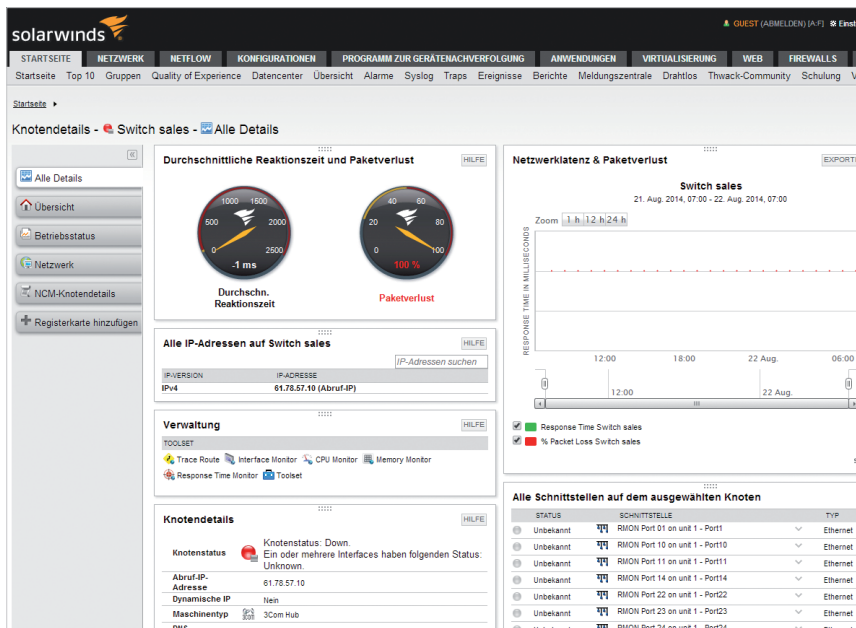 solarwinds
GUEST (ABMELDEN) [A:F] Einst
STARTSEITE NETZWERK NETFLOW KONFIGURATIONEN PROGRAMM ZUR GERÄTENACHVERFOLGUNG ANWENDUNGEN VIRTUALISIERUNG WEB FIREWALLS
Startseite Top 10 Gruppen Quality of Experience Datencenter Übersicht Alarme Syslog Traps Ereignisse Berichte Meldungszentrale Drahtlos Thwack-Community Schulung V
Startseite
Knotendetails - Switch sales - Alle Details
Alle Details
Übersicht
Betriebsstatus
Netzwerk
NCM-Knotendetails
Registerkarte hinzufügen
Durchschnittliche Reaktionszeit und Paketverlust HILFE
0 500 1000 1500 2000 2500
-1 ms
Durchschn.
Reaktionszeit
0 20 40 60 80 100
100 %
Paketverlust
Alle IP-Adressen auf Switch sales HILFE
IP-Adressen suchen
IP-VERSION IP-ADRESSE
IPv4 61.78.57.10 (Abruf-IP)
Verwaltung HILFE
TOOLSET
Trace Route Interface Monitor CPU Monitor Memory Monitor
Response Time Monitor Toolset
Knotendetails HILFE
Knotenstatus
Knotenstatus: Down.
Ein oder mehrere Interfaces haben folgenden Status:
Unknown.
Abruf-IP-
Adresse
61.78.57.10
Dynamische IP Nein
Maschinentyp 3Com Hub
DNS
Netzwerklatenz & Paketverlust EXPORTI
Switch sales
21. Aug. 2014, 07:00 - 22. Aug. 2014, 07:00
Zoom 1 h 12 h 24 h
RESPONSE TIME IN MILLISECONDS
12:00 18:00 22 Aug. 06:00
12:00 22 Aug.
Response Time Switch sales
% Packet Loss Switch sales
Alle Schnittstellen auf dem ausgewählten Knoten
STATUS SCHNITTSTELLE TYP
Unbekannt RMON Port 01 on unit 1 - Port1 Ethernet
Unbekannt RMON Port 10 on unit 1 - Port10 Ethernet
Unbekannt RMON Port 11 on unit 1 - Port11 Ethernet
Unbekannt RMON Port 14 on unit 1 - Port14 Ethernet
Unbekannt RMON Port 22 on unit 1 - Port22 Ethernet
Unbekannt RMON Port 23 on unit 1 - Port23 Ethernet
Unbekannt RMON Port 24 on unit 1 - Port24 Ethernet